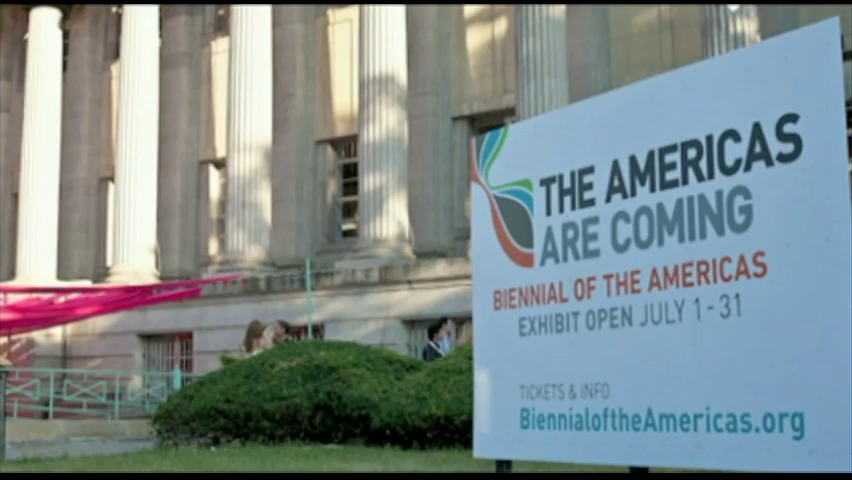 THE AMERICAS
ARE COMING
BIENNIAL OF THE AMERICAS
EXHIBIT OPEN JULY 1-31
TICKETS & INFO
BiennialoftheAmericas.org